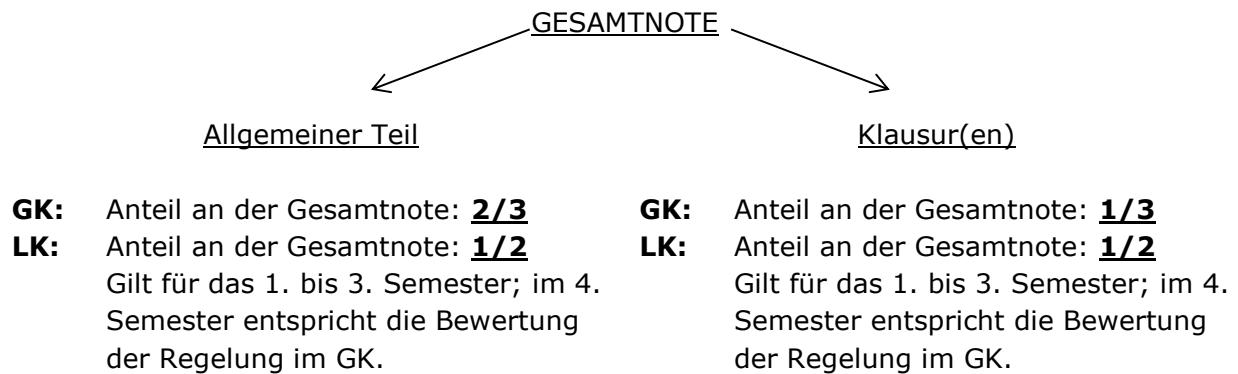 GESAMTNOTE
Allgemeiner Teil
GK: Anteil an der Gesamtnote: 2/3
LK: Anteil an der Gesamtnote: 1/2
Gilt für das 1. bis 3. Semester; im 4.
Semester entspricht die Bewertung
der Regelung im GK.
Klausur(en)
GK: Anteil an der Gesamtnote: 1/3
LK: Anteil an der Gesamtnote: 1/2
Gilt für das 1. bis 3. Semester; im 4.
Semester entspricht die Bewertung
der Regelung im GK.